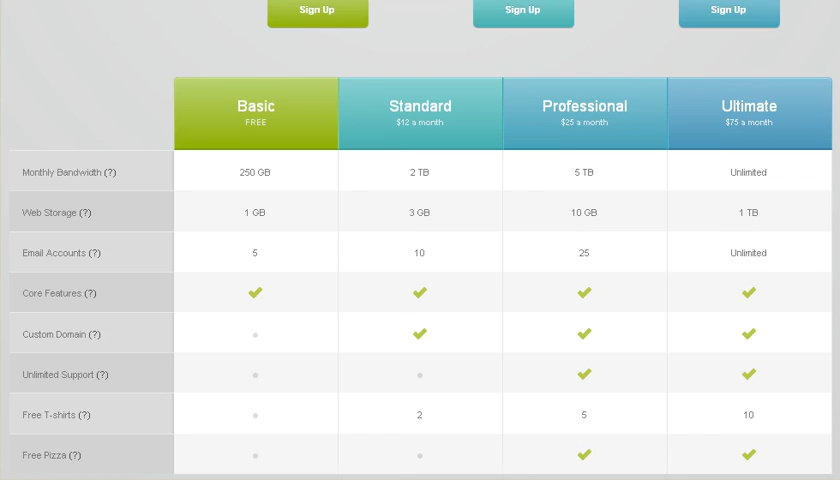 Sign Up Sign Up Sign Up
Basic Standard Professional Ultimate
FREE $12 a month $25 a month $75 a month
Monthly Bandwidth (?) 250 GB 2 TB 5 TB Unlimited
Web Storage (?) 1 GB 3 GB 10 GB 1 TB
Email Accounts (?) 5 10 25 Unlimited
Core Features (?)
Custom Domain (?)
Unlimited Support (?)
Free T-shirts (?) 2 5 10
Free Pizza (?)